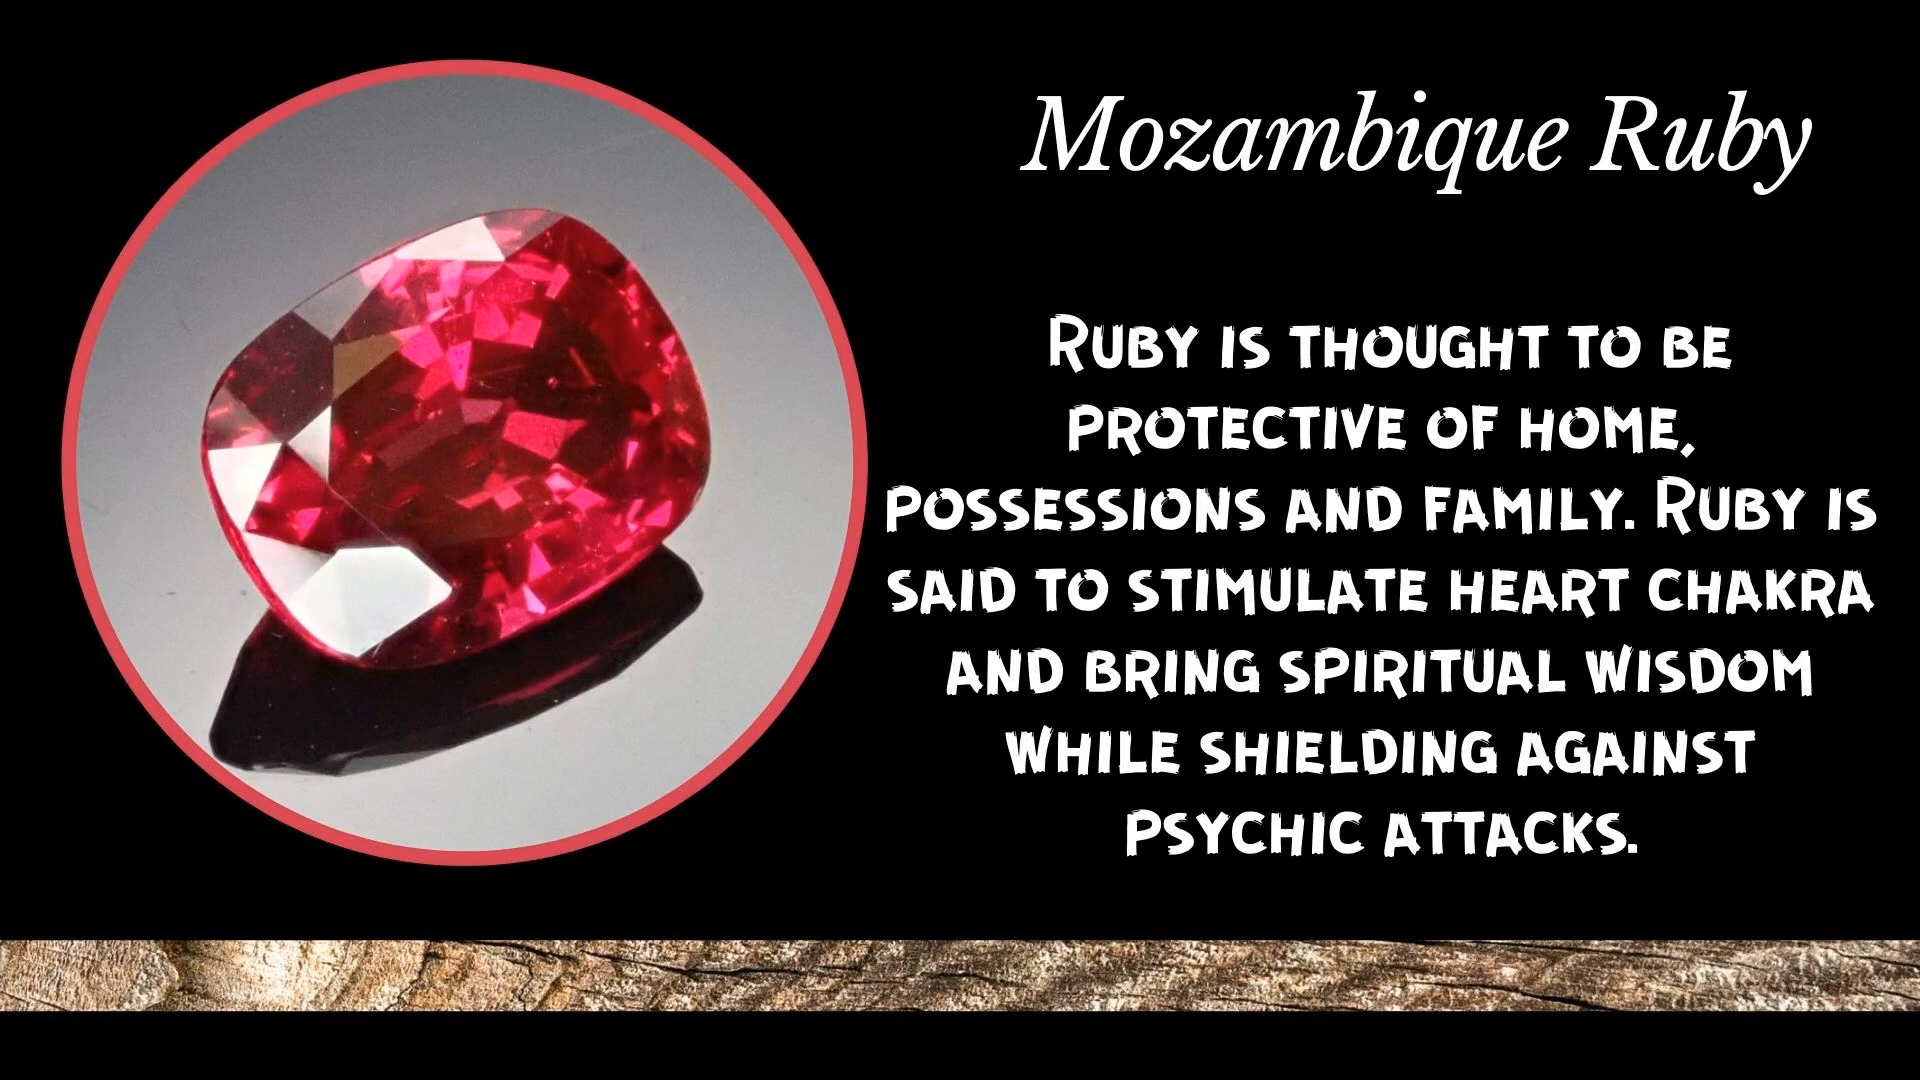 Mozambique Ruby
Ruby is thought to be
protective of home,
possessions and family. Ruby is
said to stimulate heart chakra
and bring spiritual wisdom
while shielding against
psychic attacks.